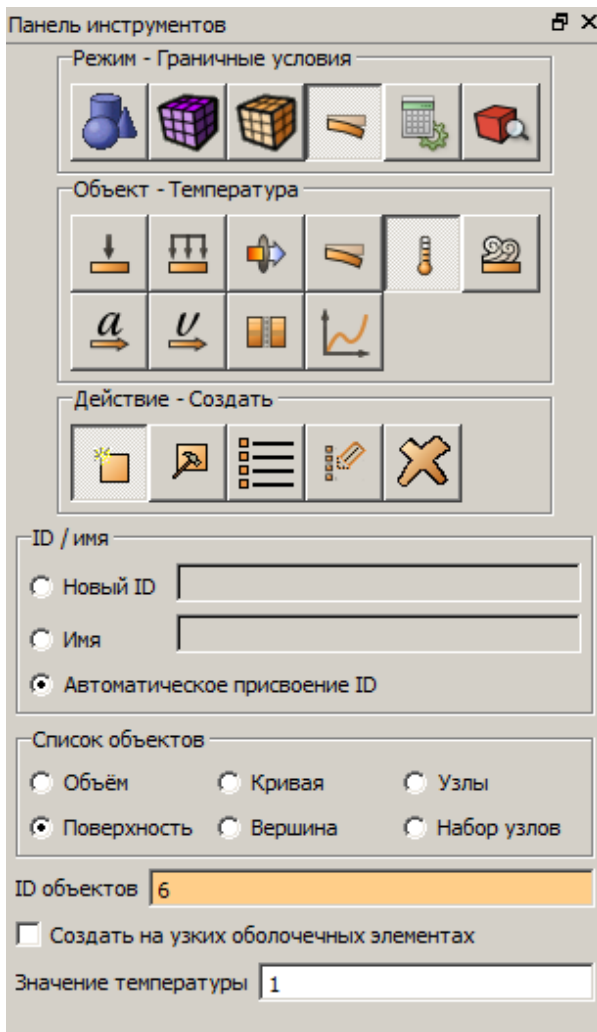 Панель инструментов
Режим - Граничные условия
Объект - Температура
a υ
Действие - Создать
ID / имя
Новый ID
Имя
Автоматическое присвоение ID
Список объектов
Объём Кривая Узлы
Поверхность Вершина Набор узлов
ID объектов 6
Создать на узких оболочечных элементах
Значение температуры 1